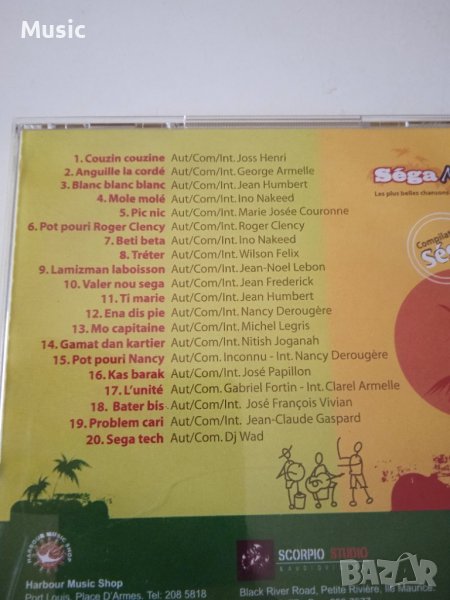 Music
1. Couzin couzine Aut/Com/Int. Joss Henri
2. Anguille la cordé Aut/Com/Int. George Armelle
3. Blanc blanc blanc Aut/Com/Int. Jean Humbert
4. Mole molé Aut/Com/Int. Ino Nakeed
5. Pic nic Aut/Com/Int. Marie Josée Couronne
6. Pot pouri Roger Clency Aut/Com/Int. Roger Clency
7. Beti beta Aut/Com/Int. Ino Nakeed
8. Tréter Aut/Com/Int. Wilson Felix
9. Lamizman laboisson Aut/Com/Int. Jean-Noel Lebon
10. Valer nou sega Aut/Com/Int. Jean Frederick
11. Ti marie Aut/Com/Int. Jean Humbert
12. Ena dis pie Aut/Com/Int. Nancy Derougère
13. Mo capitaine Aut/Com/Int. Michel Legris
14. Gamat dan kartier Aut/Com/Int. Nitish Joganah
15. Pot pouri Nancy Aut/Com. Inconnu - Int. Nancy Derougère
16. Kas barak Aut/Com/Int. José Papillon
17. L'unité Aut/Com. Gabriel Fortin - Int. Clarel Armelle
18. Bater bis Aut/Com/Int. José François Vivian
19. Problem cari Aut/Com/Int. Jean-Claude Gaspard
20. Sega tech Aut/Com. Dj Wad
Séga
Les plus belles chansons
Compilat
Sé
HARBOUR MUSIC SHOP
Harbour Music Shop
Port Louis, Place D'Armes, Tel: 208 5818
SCORPIO STUDIO
Black River Road, Petite Rivière, Ile Maurice.
BAZAR